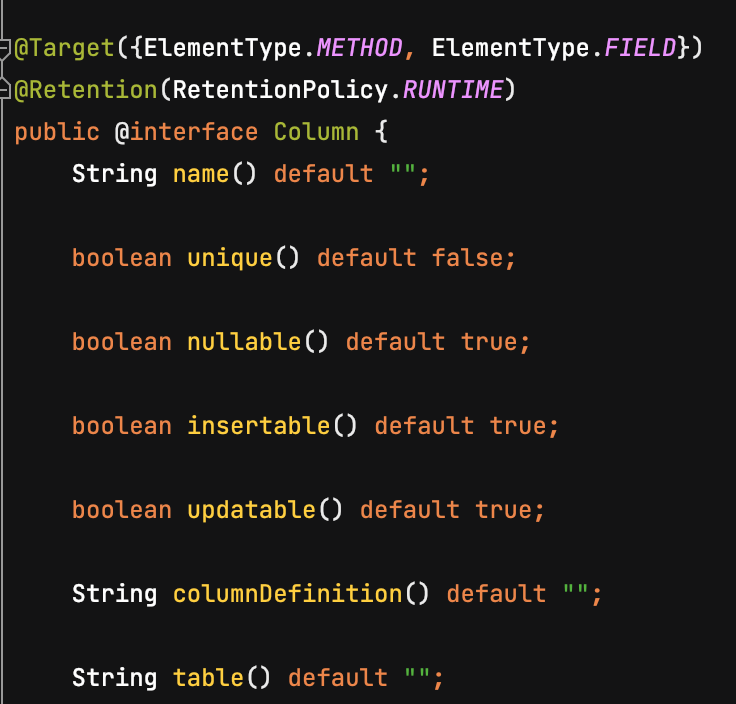 @Target({ElementType.METHOD, ElementType.FIELD})
@Retention(RetentionPolicy.RUNTIME)
public @interface Column {
    String name() default "";
    boolean unique() default false;
    boolean nullable() default true;
    boolean insertable() default true;
    boolean updatable() default true;
    String columnDefinition() default "";
    String table() default "";